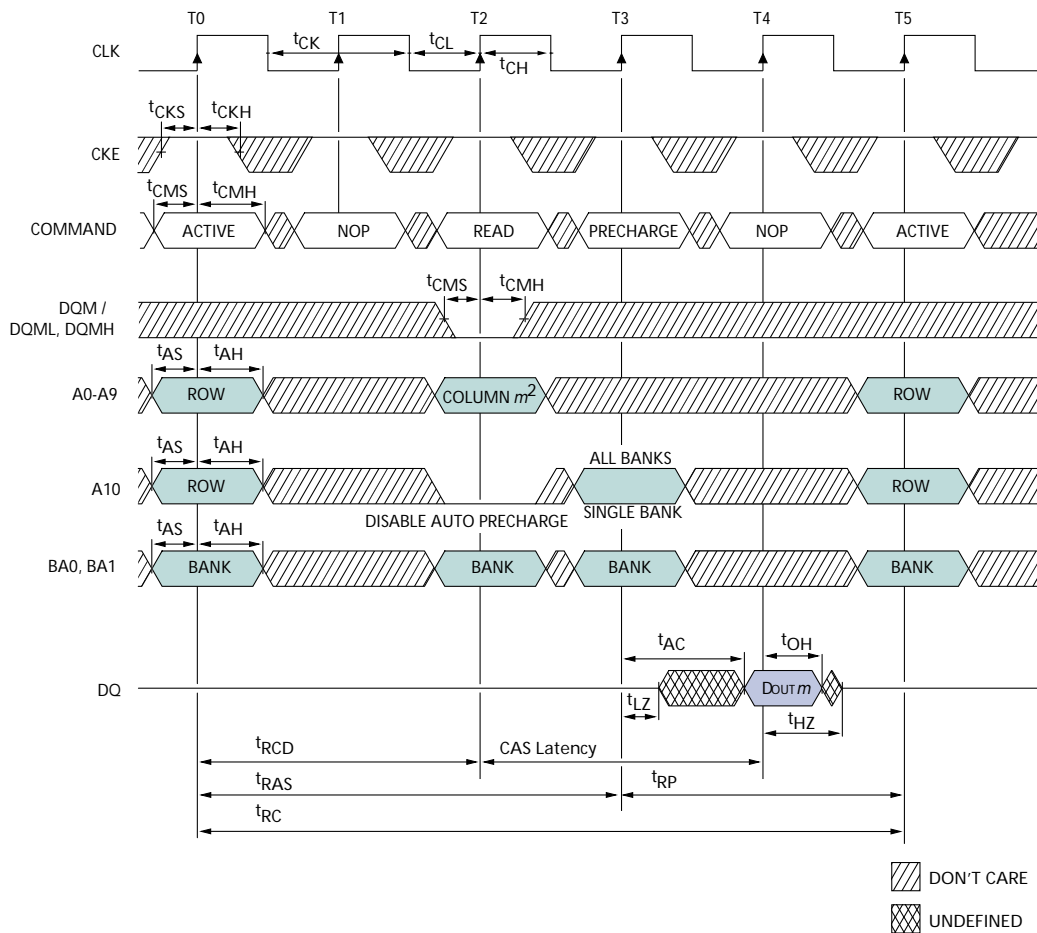 T0 T1 T2 T3 T4 T5
CLK
tCK tCL
tCH
tCKS tCKH
CKE
tCMS tCMH
COMMAND ACTIVE NOP READ PRECHARGE NOP ACTIVE
tCMS tCMH
DQM /
DQML, DQMH
tAS tAH
A0-A9 ROW COLUMN m² ROW
tAS tAH ALL BANKS
A10 ROW ROW
DISABLE AUTO PRECHARGE SINGLE BANK
tAS tAH
BA0, BA1 BANK BANK BANK BANK
tAC tOH
DQ DOUT m
tLZ tHZ
tRCD CAS Latency
tRAS tRP
tRC
DON'T CARE
UNDEFINED